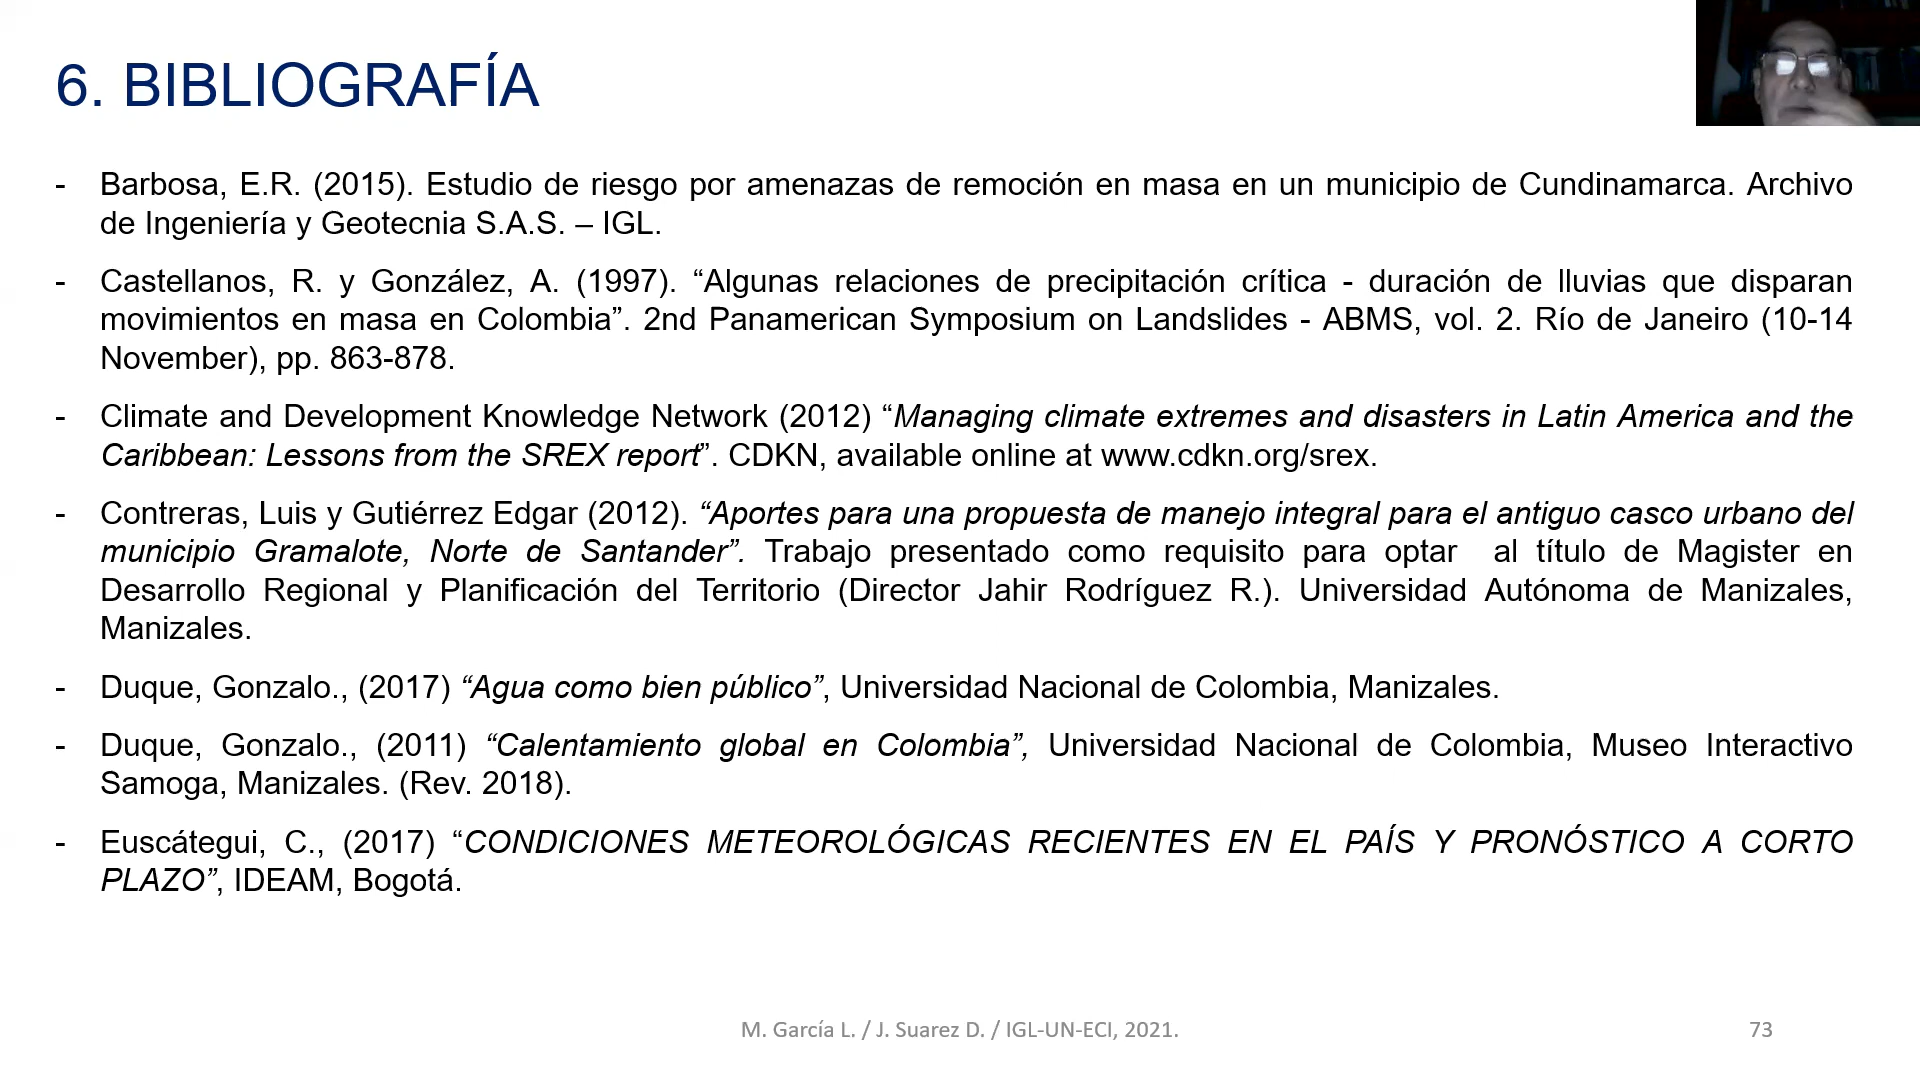 6. BIBLIOGRAFÍA
- Barbosa, E.R. (2015). Estudio de riesgo por amenazas de remoción en masa en un municipio de Cundinamarca. Archivo
de Ingeniería y Geotecnia S.A.S. – IGL.
- Castellanos, R. y González, A. (1997). “Algunas relaciones de precipitación crítica - duración de lluvias que disparan
movimientos en masa en Colombia”. 2nd Panamerican Symposium on Landslides - ABMS, vol. 2. Río de Janeiro (10-14
November), pp. 863-878.
- Climate and Development Knowledge Network (2012) “Managing climate extremes and disasters in Latin America and the
Caribbean: Lessons from the SREX report”. CDKN, available online at www.cdkn.org/srex.
- Contreras, Luis y Gutiérrez Edgar (2012). “Aportes para una propuesta de manejo integral para el antiguo casco urbano del
municipio Gramalote, Norte de Santander”. Trabajo presentado como requisito para optar al título de Magister en
Desarrollo Regional y Planificación del Territorio (Director Jahir Rodríguez R.). Universidad Autónoma de Manizales,
Manizales.
- Duque, Gonzalo., (2017) “Agua como bien público”, Universidad Nacional de Colombia, Manizales.
- Duque, Gonzalo., (2011) “Calentamiento global en Colombia”, Universidad Nacional de Colombia, Museo Interactivo
Samoga, Manizales. (Rev. 2018).
- Euscátegui, C., (2017) “CONDICIONES METEOROLÓGICAS RECIENTES EN EL PAÍS Y PRONÓSTICO A CORTO
PLAZO”, IDEAM, Bogotá.
M. García L. / J. Suarez D. / IGL-UN-ECI, 2021.
73